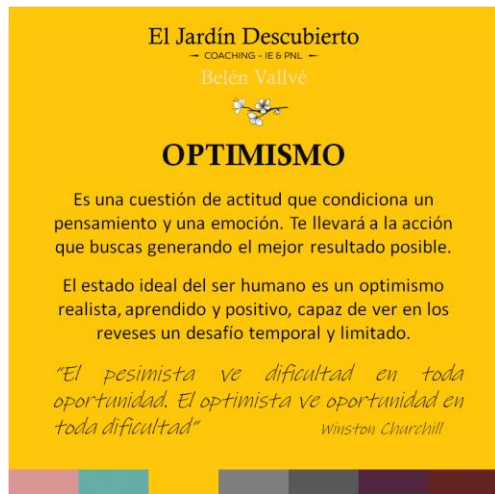 El Jardín Descubierto
COACHING - IE & PNL
Belén Vallvé
OPTIMISMO
Es una cuestión de actitud que condiciona un
pensamiento y una emoción. Te llevará a la acción
que buscas generando el mejor resultado posible.
El estado ideal del ser humano es un optimismo
realista, aprendido y positivo, capaz de ver en los
reveses un desafío temporal y limitado.
"El pesimista ve dificultad en toda
oportunidad. El optimista ve oportunidad en
toda dificultad" Winston Churchill